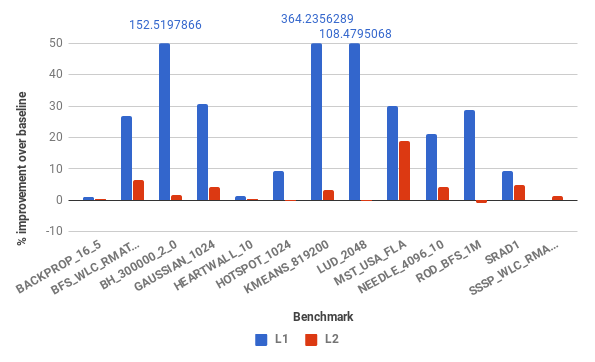 364.2356289
152.5197866
108.4795068
50
40
30
20
10
0
-10
% improvement over baseline
BACKPROP_16_5
BFS_WLC_RMAT...
BH_300000_2_0
GAUSSIAN_1024
HEARTWALL_10
HOTSPOT_1024
KMEANS_819200
LUD_2048
MST_USA_FLA
NEEDLE_4096_10
ROD_BFS_1M
SRAD1
SSSP_WLC_RMA...
Benchmark
L1 L2